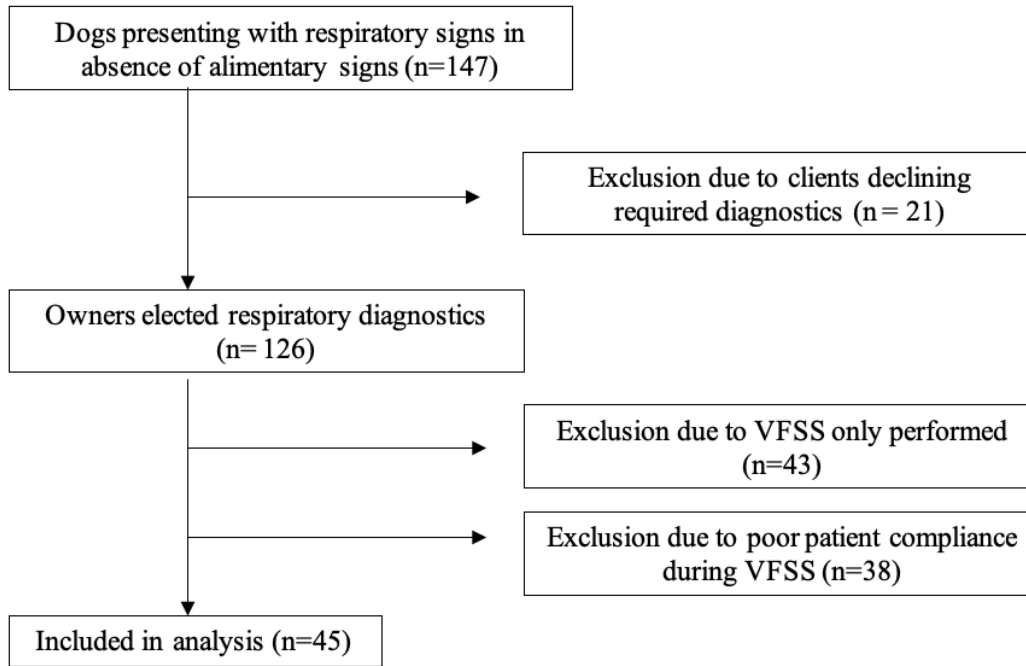 Dogs presenting with respiratory signs in
absence of alimentary signs (n=147)
Exclusion due to clients declining
required diagnostics (n = 21)
Owners elected respiratory diagnostics
(n= 126)
Exclusion due to VFSS only performed
(n=43)
Exclusion due to poor patient compliance
during VFSS (n=38)
Included in analysis (n=45)